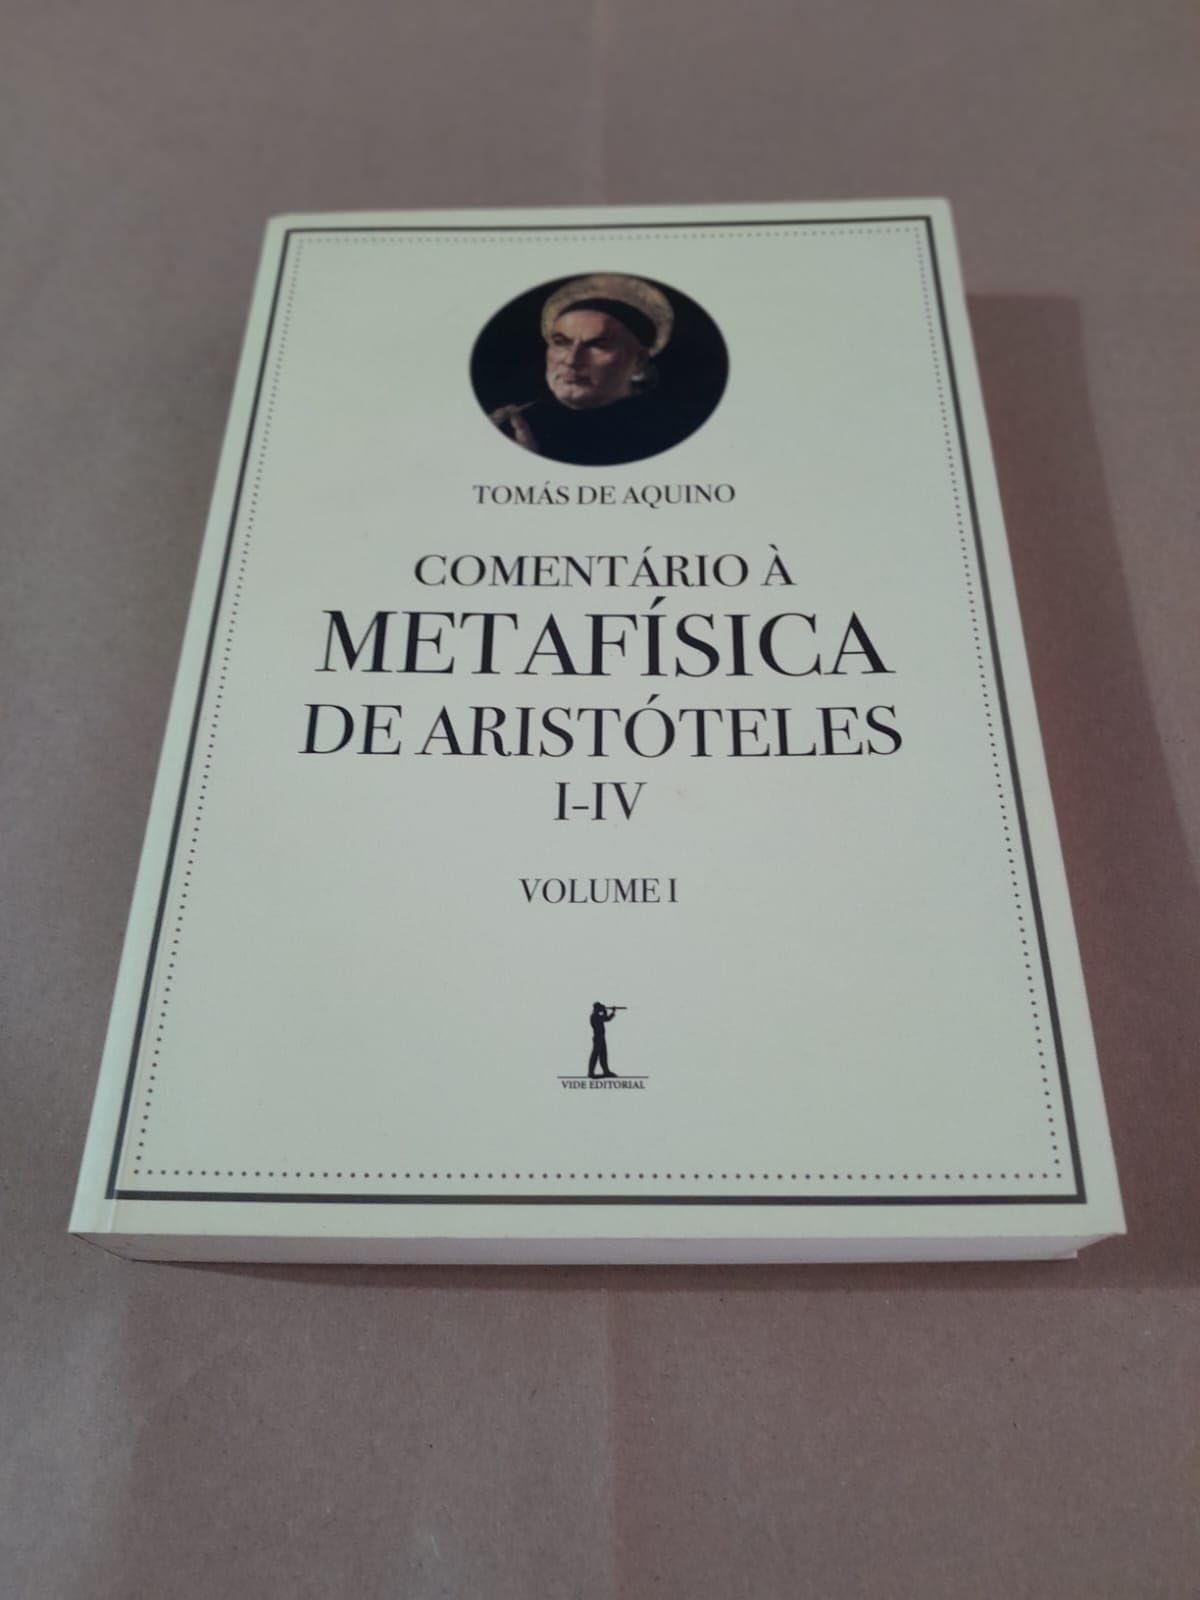 TOMÁS DE AQUINO
COMENTÁRIO À
METAFÍSICA
DE ARISTÓTELES
I-IV
VOLUME I
VIDE EDITORIAL